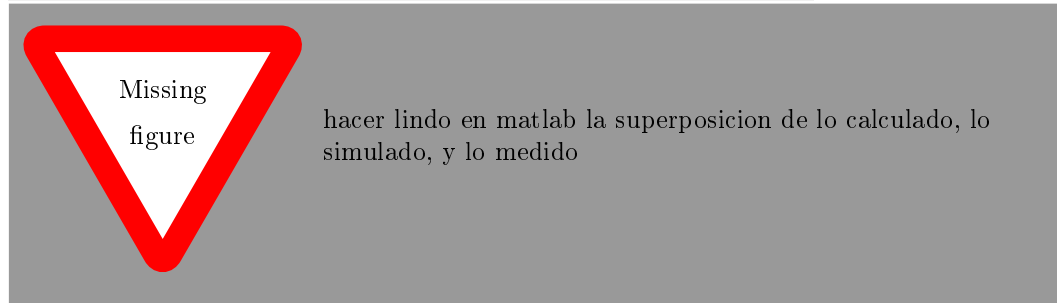 Missing
figure
hacer lindo en matlab la superposicion de lo calculado, lo
simulado, y lo medido